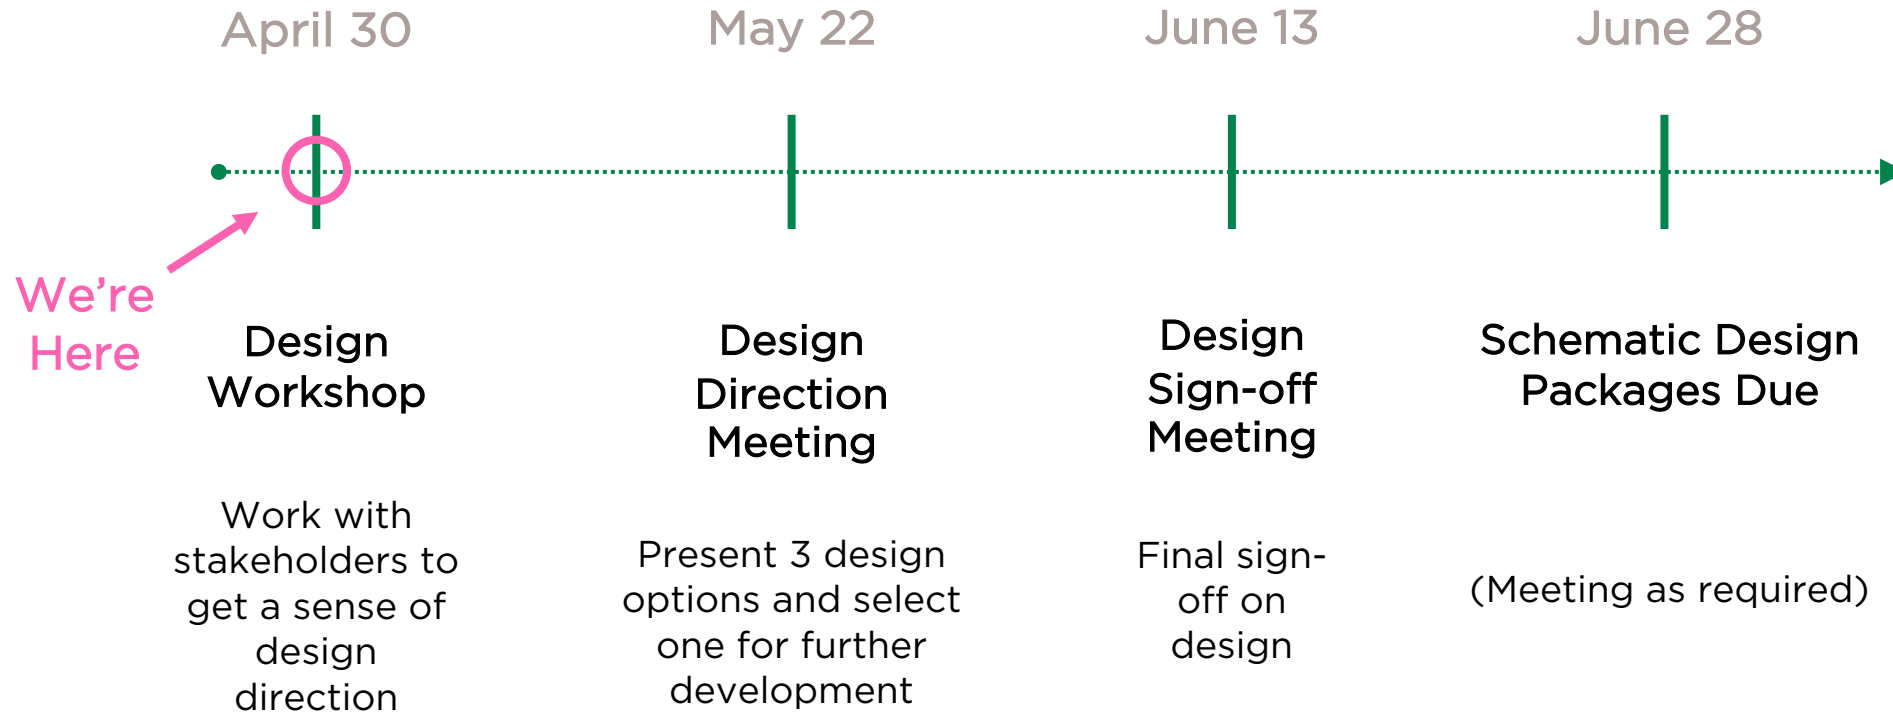 April 30
May 22
June 13
June 28
We're
Here
Design
Workshop
Work with
stakeholders to
get a sense of
design
direction
Design
Direction
Meeting
Present 3 design
options and select
one for further
development
Design
Sign-off
Meeting
Final sign-
off on
design
Schematic Design
Packages Due
(Meeting as required)